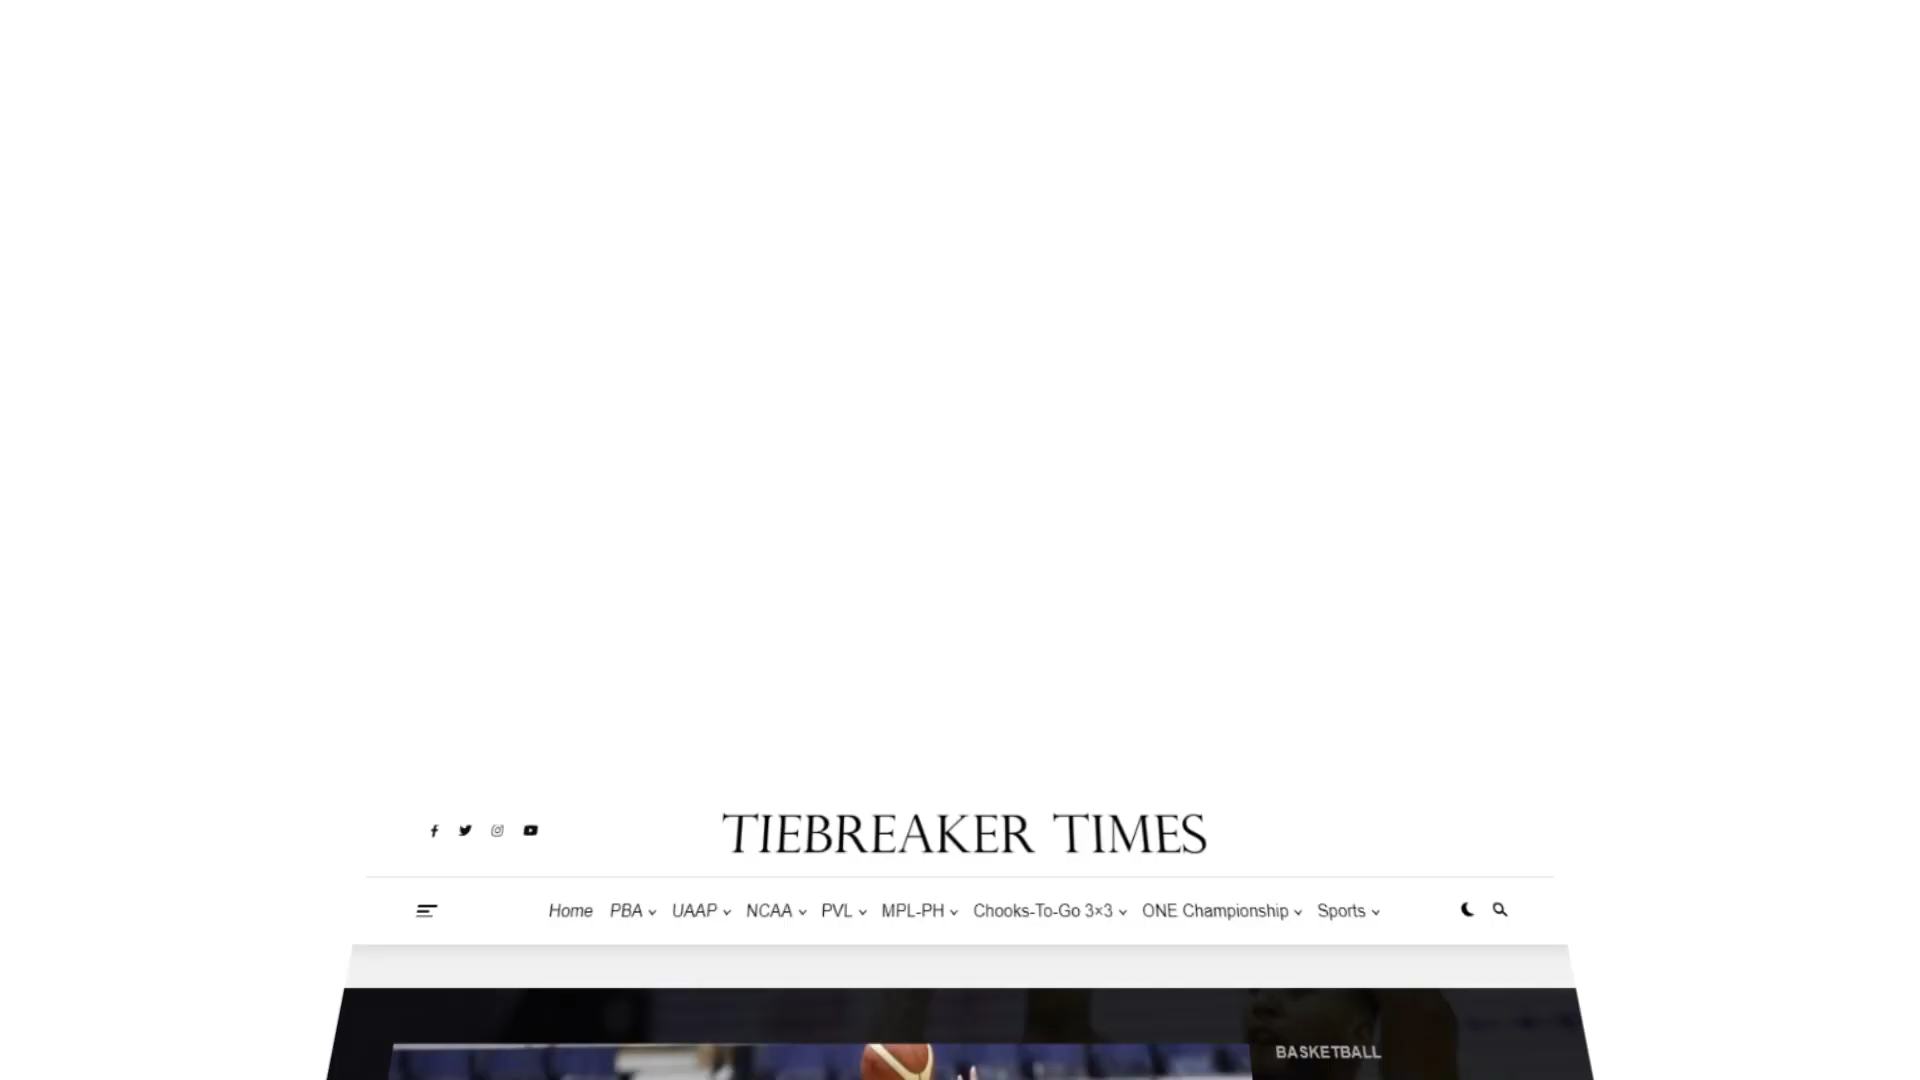 TIEBREAKER TIMES
Home PBA UAAP NCAA PVL MPL-PH Chooks-To-Go 3×3 ONE Championship Sports
BASKETBALL